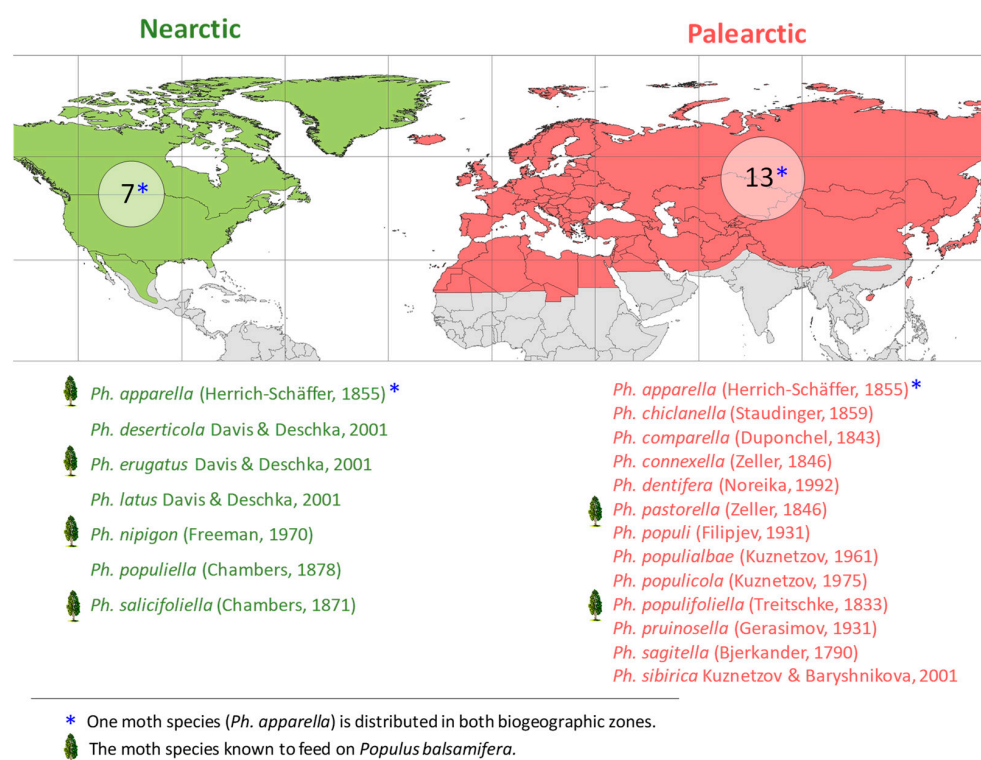 Nearctic
Palearctic
7*
13*
Ph. apparella (Herrich-Schäffer, 1855)*
Ph. deserticola Davis & Deschka, 2001
Ph. erugatus Davis & Deschka, 2001
Ph. latus Davis & Deschka, 2001
Ph. nipigon (Freeman, 1970)
Ph. populiella (Chambers, 1878)
Ph. salicifoliella (Chambers, 1871)
Ph. apparella (Herrich-Schäffer, 1855)*
Ph. chiclanella (Staudinger, 1859)
Ph. comparella (Duponchel, 1843)
Ph. connexella (Zeller, 1846)
Ph. dentifera (Noreika, 1992)
Ph. pastorella (Zeller, 1846)
Ph. populi (Filipjev, 1931)
Ph. populialbae (Kuznetzov, 1961)
Ph. populicola (Kuznetzov, 1975)
Ph. populifoliella (Treitschke, 1833)
Ph. pruinosella (Gerasimov, 1931)
Ph. sagitella (Bjerkander, 1790)
Ph. sibirica Kuznetzov & Baryshnikova, 2001
* One moth species (Ph. apparella) is distributed in both biogeographic zones.
The moth species known to feed on Populus balsamifera.